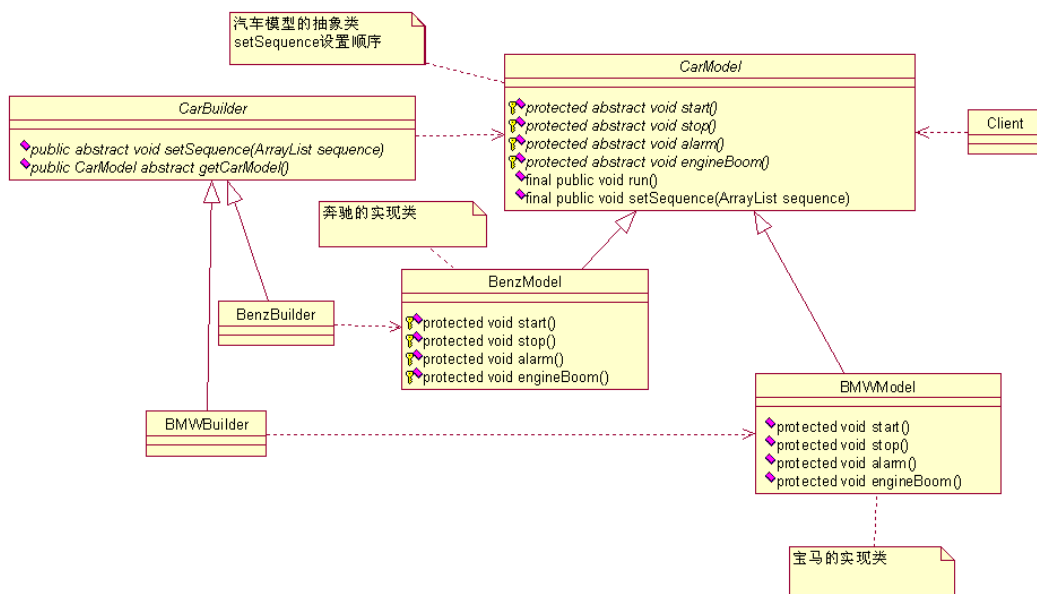 汽车模型的抽象类
setSequence设置顺序
CarModel
protected abstract void start()
protected abstract void stop()
protected abstract void alarm()
protected abstract void engineBoom()
final public void run()
final public void setSequence(ArrayList sequence)
Client
CarBuilder
public abstract void setSequence(ArrayList sequence)
public CarModel abstract getCarModel()
奔驰的实现类
BenzModel
protected void start()
protected void stop()
protected void alarm()
protected void engineBoom()
BenzBuilder
BMWBuilder
BMWModel
protected void start()
protected void stop()
protected void alarm()
protected void engineBoom()
宝马的实现类